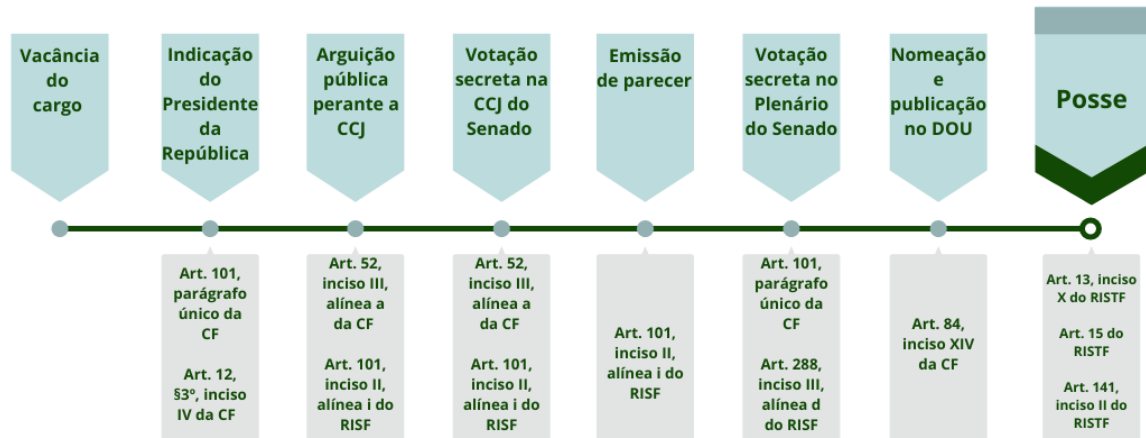 Vacância
do
cargo
Indicação
do
Presidente
da
República
Arguição
pública
perante a
CCJ
Votação
secreta na
CCJ do
Senado
Emissão
de parecer
Votação
secreta no
Plenário
do Senado
Nomeação
e
publicação
no DOU
Posse
Art. 101,
parágrafo
único da
CF
Art. 12,
§3º, inciso
IV da CF
Art. 52,
inciso III,
alínea a
da CF
Art. 101,
inciso II,
alínea i do
RISF
Art. 52,
inciso III,
alínea a
da CF
Art. 101,
inciso II,
alínea i do
RISF
Art. 101,
inciso II,
alínea i do
RISF
Art. 101,
parágrafo
único da
CF
Art. 288,
inciso III,
alínea d
do RISF
Art. 84,
inciso XIV
da CF
Art. 13, inciso
X do RISTF
Art. 15 do
RISTF
Art. 141,
inciso II do
RISTF